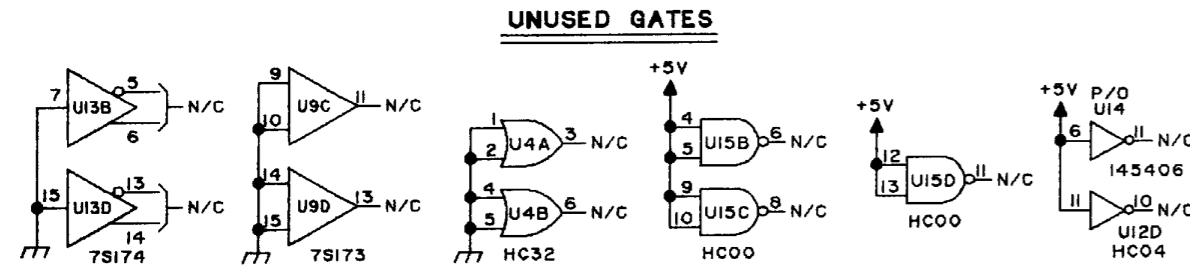 UNUSED GATES
7 U13B 5 6 N/C
15 U13D 13 14 N/C
7S174
9 10 U9C 11 N/C
14 15 U9D 13 N/C
7S173
1 2 U4A 3 N/C
4 5 U4B 6 N/C
HC32
+5V
4 5 U15B 6 N/C
9 10 U15C 8 N/C
HC00
+5V
12 13 U15D 11 N/C
HC00
+5V
P/O
U14
6 11 N/C
145406
11 10 N/C
U12D
HC04